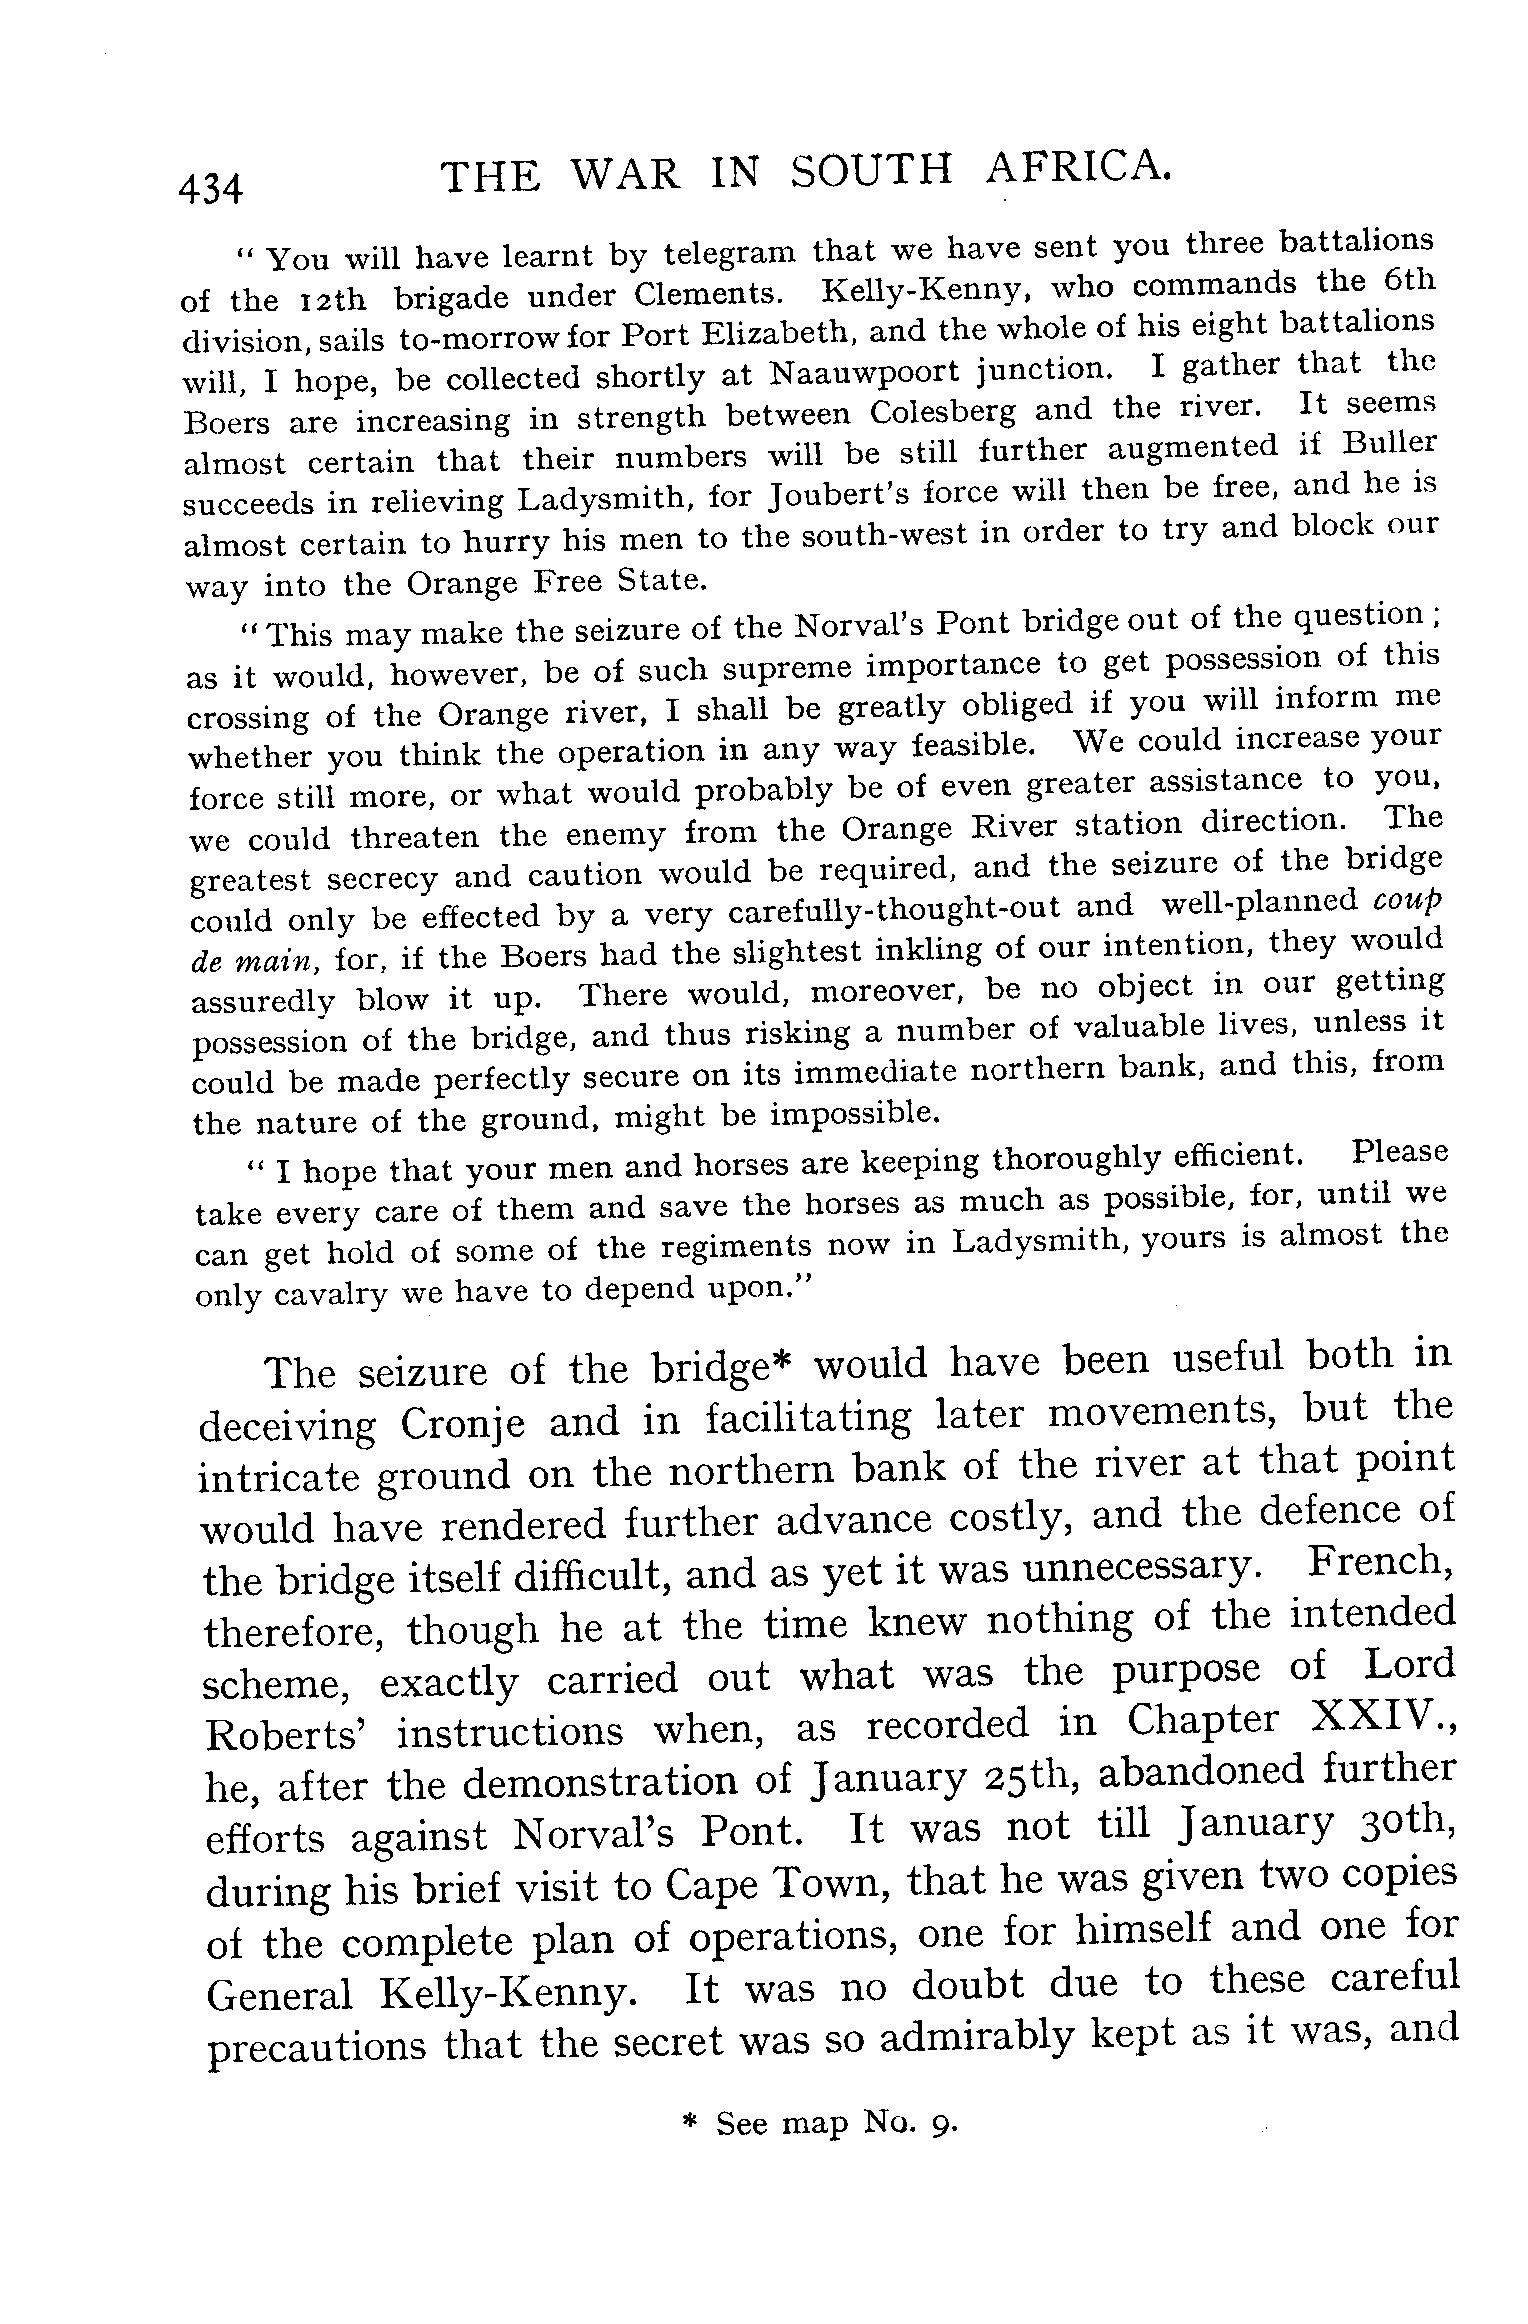 434 THE WAR IN SOUTH AFRICA.
“ You will have learnt by telegram that we have sent you three battalions
of the 12th brigade under Clements. Kelly-Kenny, who commands the 6th
division, sails to-morrow for Port Elizabeth, and the whole of his eight battalions
will, I hope, be collected shortly at Naauwpoort junction. I gather that the
Boers are increasing in strength between Colesberg and the river. It seems
almost certain that their numbers will be still further augmented if Buller
succeeds in relieving Ladysmith, for Joubert’s force will then be free, and he is
almost certain to hurry his men to the south-west in order to try and block our
way into the Orange Free State.
“ This may make the seizure of the Norval’s Pont bridge out of the question ;
as it would, however, be of such supreme importance to get possession of this
crossing of the Orange river, I shall be greatly obliged if you will inform me
whether you think the operation in any way feasible. We could increase your
force still more, or what would probably be of even greater assistance to you,
we could threaten the enemy from the Orange River station direction. The
greatest secrecy and caution would be required, and the seizure of the bridge
could only be effected by a very carefully-thought-out and well-planned coup
de main, for, if the Boers had the slightest inkling of our intention, they would
assuredly blow it up. There would, moreover, be no object in our getting
possession of the bridge, and thus risking a number of valuable lives, unless it
could be made perfectly secure on its immediate northern bank, and this, from
the nature of the ground, might be impossible.
“ I hope that your men and horses are keeping thoroughly efficient. Please
take every care of them and save the horses as much as possible, for, until we
can get hold of some of the regiments now in Ladysmith, yours is almost the
only cavalry we have to depend upon.”
The seizure of the bridge* would have been useful both in
deceiving Cronje and in facilitating later movements, but the
intricate ground on the northern bank of the river at that point
would have rendered further advance costly, and the defence of
the bridge itself difficult, and as yet it was unnecessary. French,
therefore, though he at the time knew nothing of the intended
scheme, exactly carried out what was the purpose of Lord
Roberts’ instructions when, as recorded in Chapter XXIV.,
he, after the demonstration of January 25th, abandoned further
efforts against Norval’s Pont. It was not till January 30th,
during his brief visit to Cape Town, that he was given two copies
of the complete plan of operations, one for himself and one for
General Kelly-Kenny. It was no doubt due to these careful
precautions that the secret was so admirably kept as it was, and
* See map No. 9.